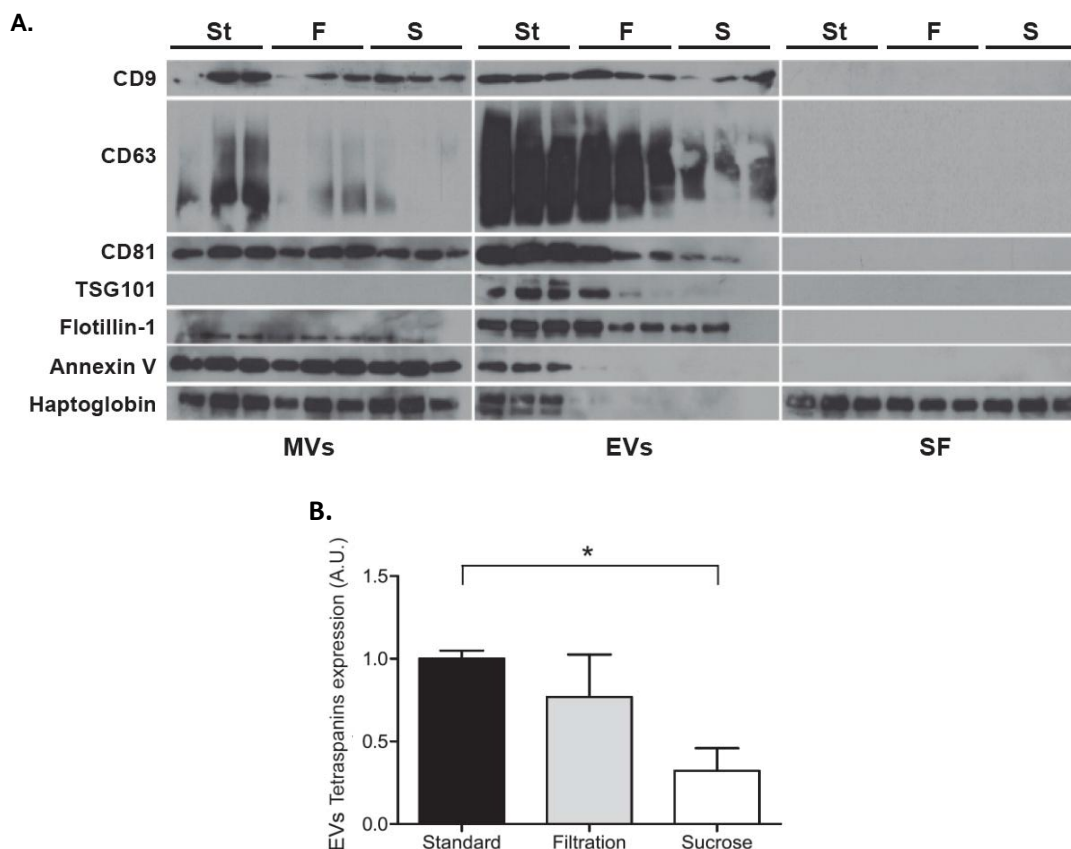 A.
St F S St F S St F S
CD9
CD63
CD81
TSG101
Flotillin-1
Annexin V
Haptoglobin
MVs EVs SF
B.
EVs Tetraspanins expression (A.U.)
*
1.5
1.0
0.5
0.0
Standard Filtration Sucrose